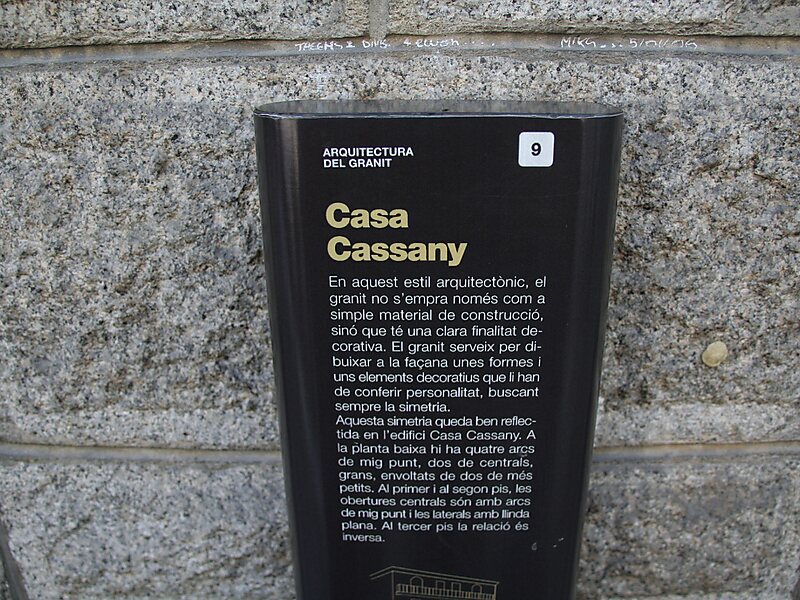 ARQUITECTURA
DEL GRANIT
9
Casa
Cassany
En aquest estil arquitectònic, el
granit no s'empra només com a
simple material de construcció,
sinó que té una clara finalitat de-
corativa. El granit serveix per di-
buixar a la façana unes formes i
uns elements decoratius que li han
de conferir personalitat, buscant
sempre la simetria.
Aquesta simetria queda ben reflec-
tida en l'edifici Casa Cassany. A
la planta baixa hi ha quatre arcs
de mig punt, dos de centrals,
grans, envoltats de dos de més
petits. Al primer i al segon pis, les
obertures centrals són amb arcs
de mig punt i les laterals amb llinda
plana. Al tercer pis la relació és
inversa.